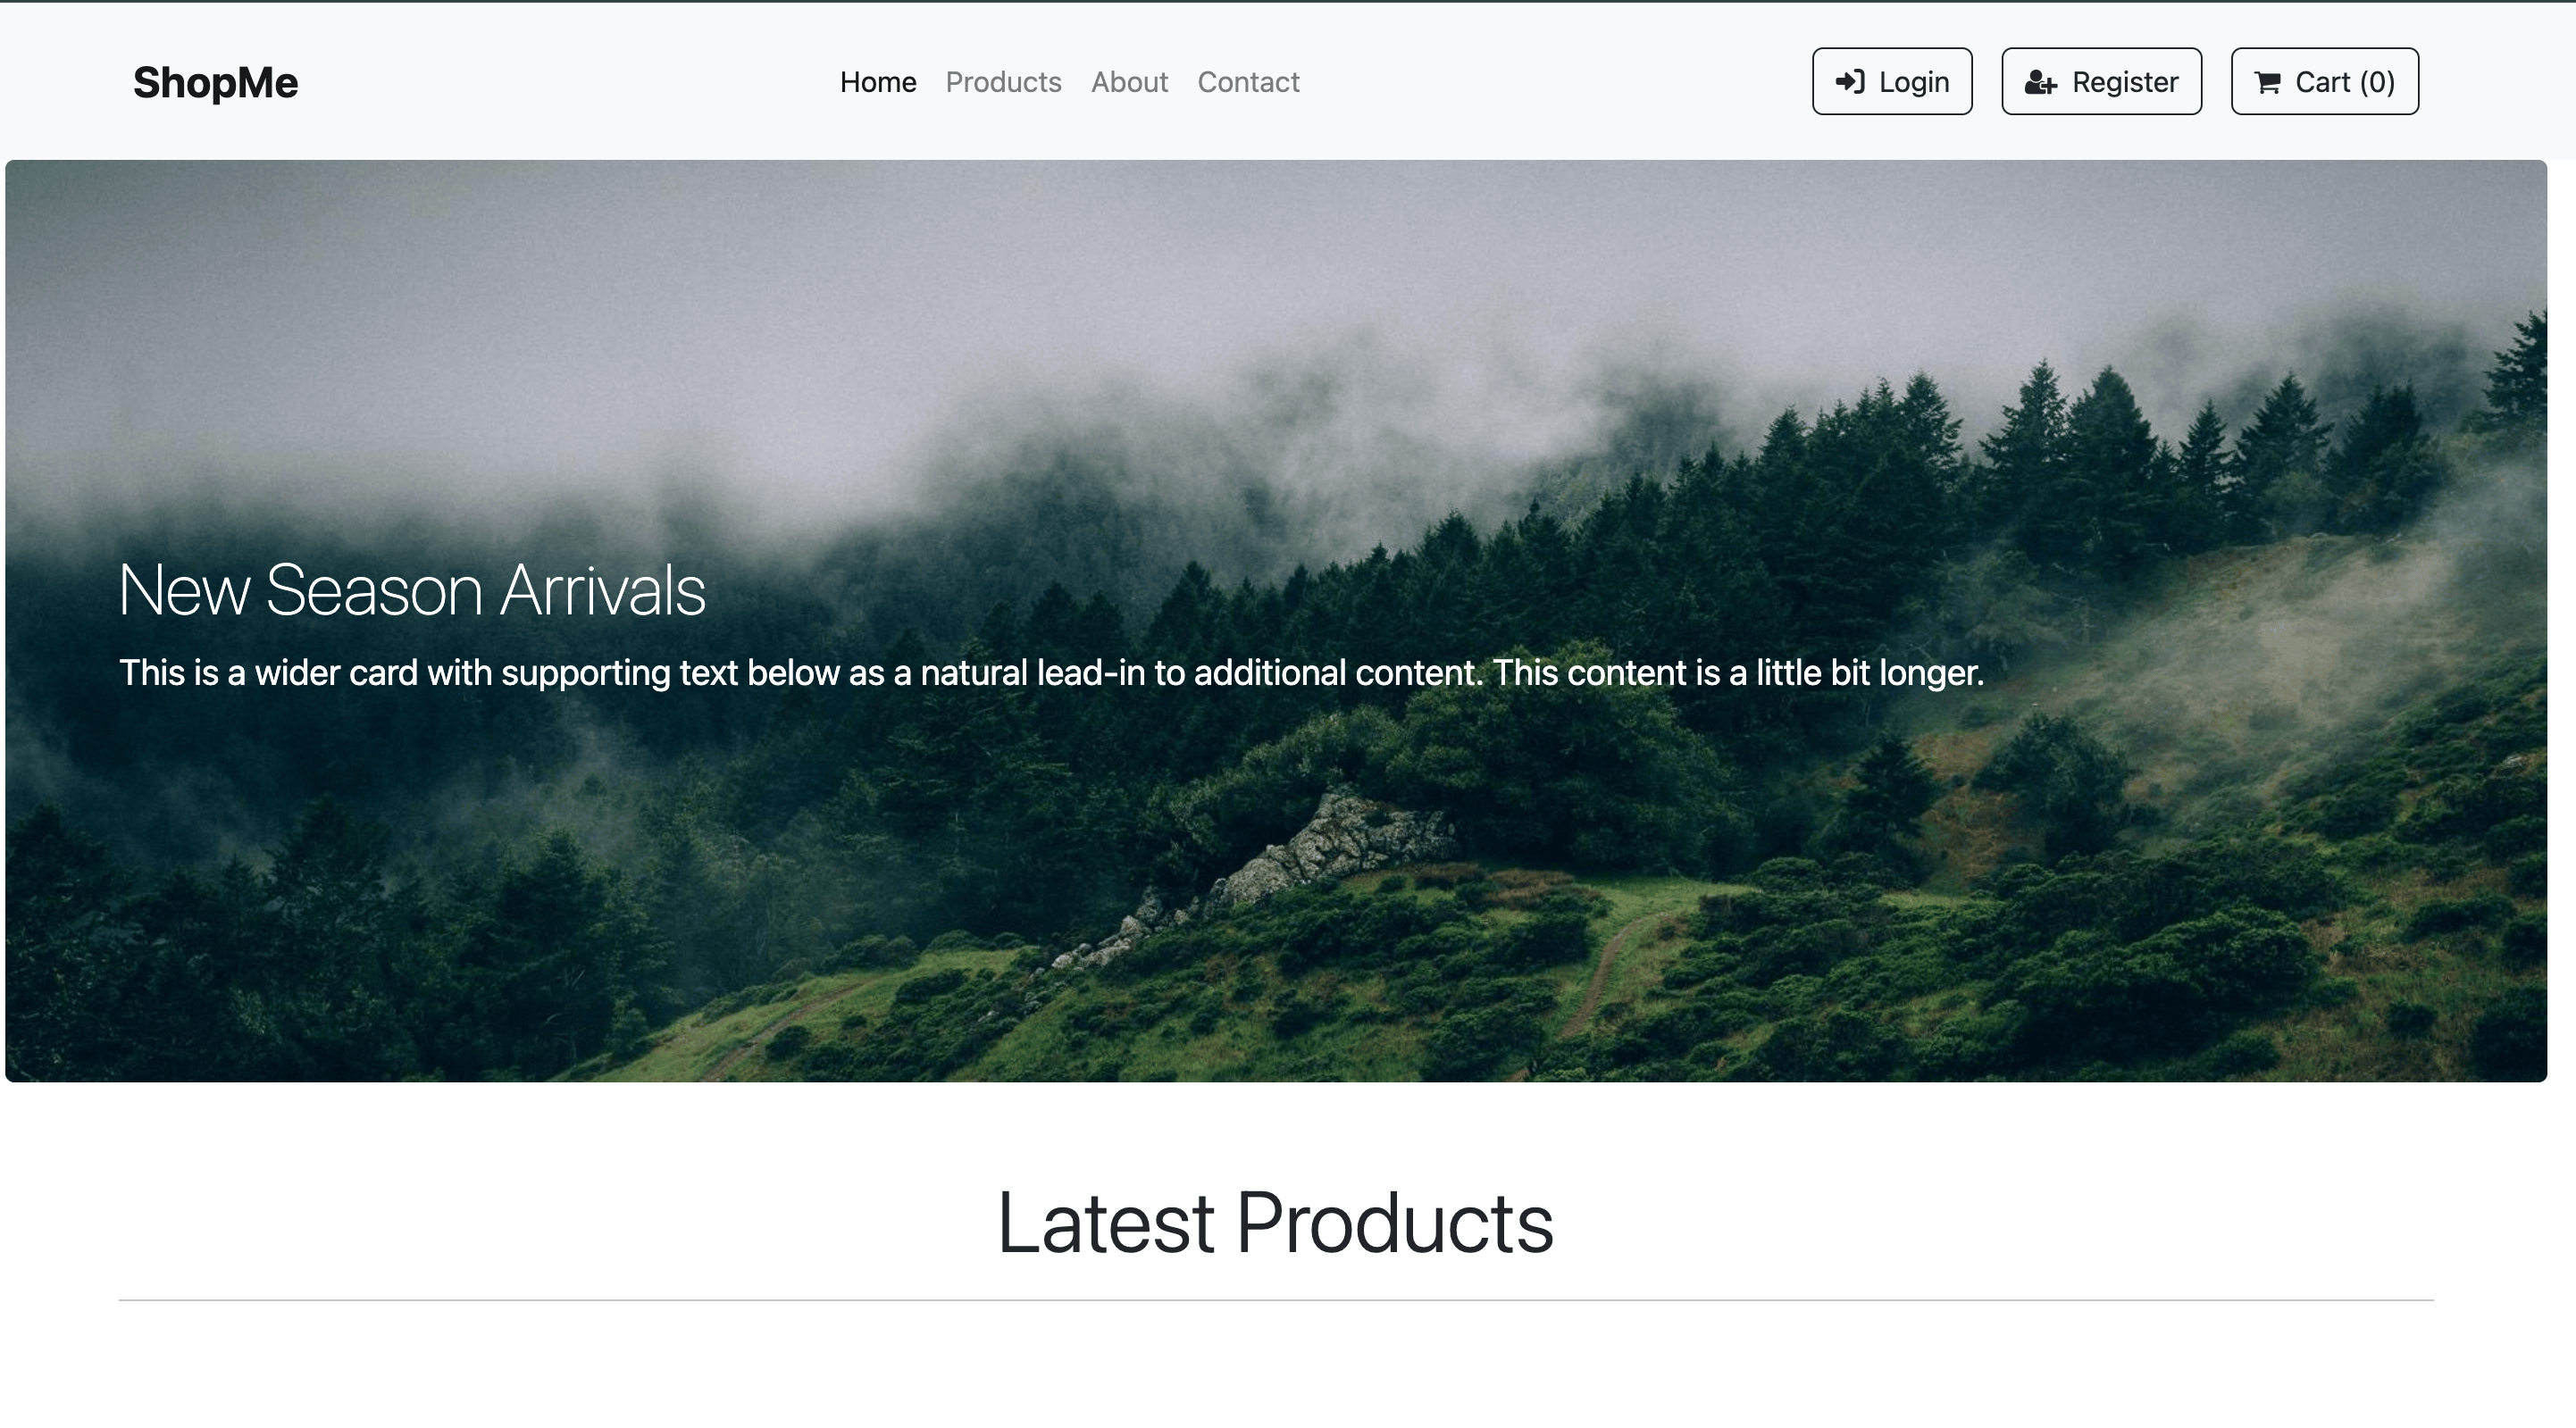 ShopMe
Home Products About Contact
Login Register Cart (0)
New Season Arrivals
This is a wider card with supporting text below as a natural lead-in to additional content. This content is a little bit longer.
Latest Products